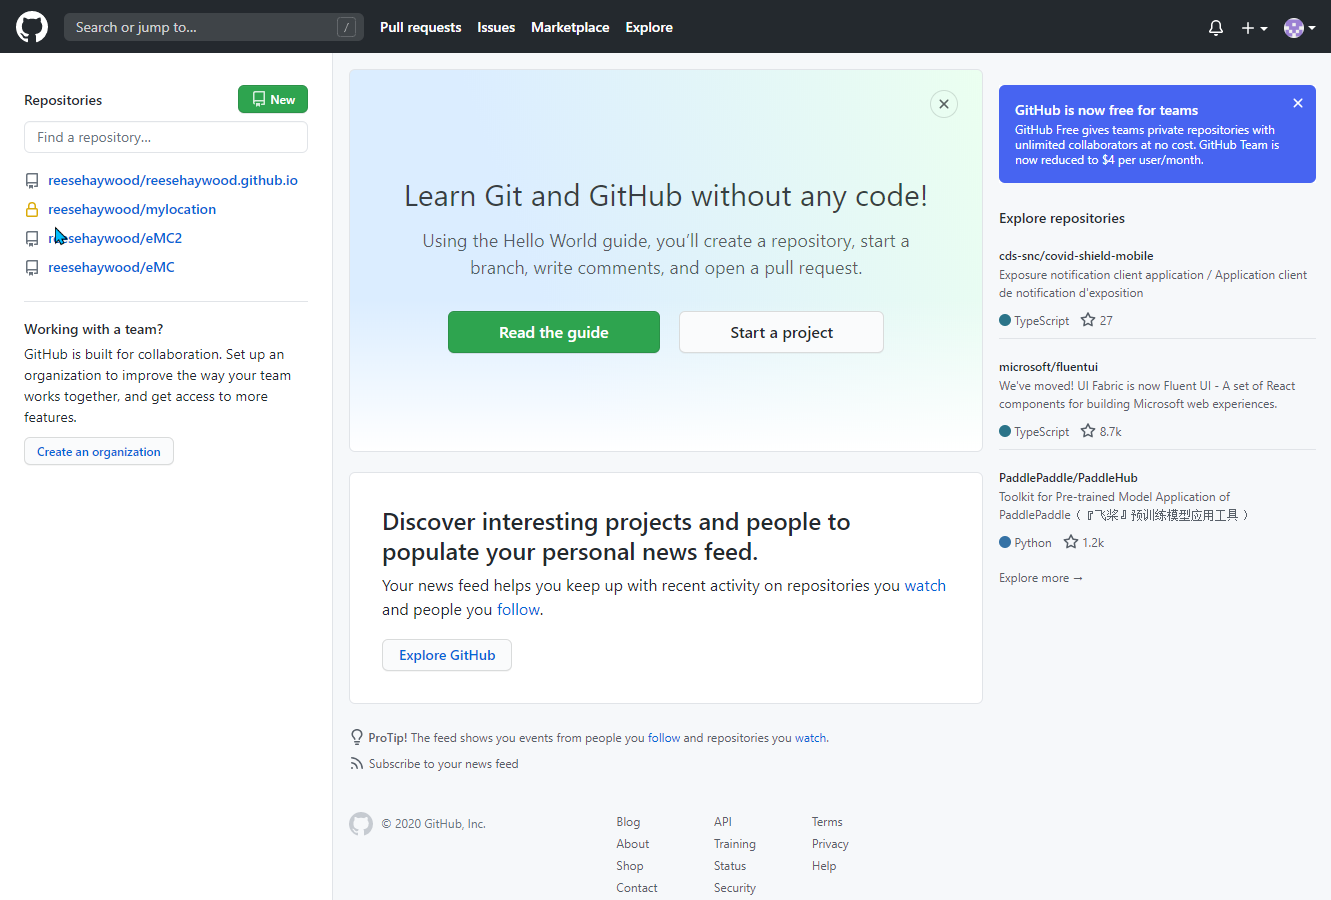 Search or jump to...
/
Pull requests
Issues
Marketplace
Explore
Repositories
New
Find a repository...
reesehaywood/reesehaywood.github.io
reesehaywood/mylocation
reesehaywood/eMC2
reesehaywood/eMC
Working with a team?
GitHub is built for collaboration. Set up an
organization to improve the way your team
works together, and get access to more
features.
Create an organization
Learn Git and GitHub without any code!
Using the Hello World guide, you’ll create a repository, start a
branch, write comments, and open a pull request.
Read the guide
Start a project
Discover interesting projects and people to
populate your personal news feed.
Your news feed helps you keep up with recent activity on repositories you watch
and people you follow.
Explore GitHub
ProTip! The feed shows you events from people you follow and repositories you watch.
Subscribe to your news feed
© 2020 GitHub, Inc.
Blog
About
Shop
Contact
API
Training
Status
Security
Terms
Privacy
Help
GitHub is now free for teams
GitHub Free gives teams private repositories with
unlimited collaborators at no cost. GitHub Team is
now reduced to $4 per user/month.
Explore repositories
cds-snc/covid-shield-mobile
Exposure notification client application / Application client
de notification d'exposition
TypeScript
27
microsoft/fluentui
We've moved! UI Fabric is now Fluent UI - A set of React
components for building Microsoft web experiences.
TypeScript
8.7k
PaddlePaddle/PaddleHub
Toolkit for Pre-trained Model Application of
PaddlePaddle（『飞桨』预训练模型应用工具 ）
Python
1.2k
Explore more →